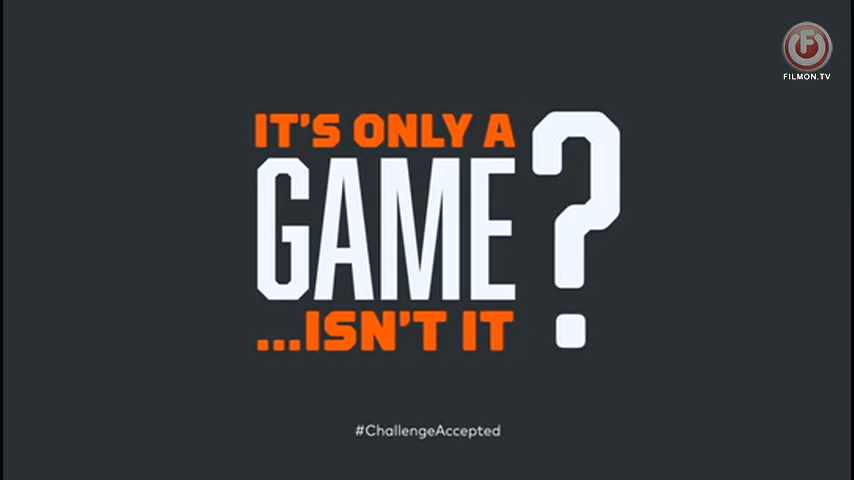 FILMON.TV
IT'S ONLY A
GAME?
...ISN'T IT
#ChallengeAccepted